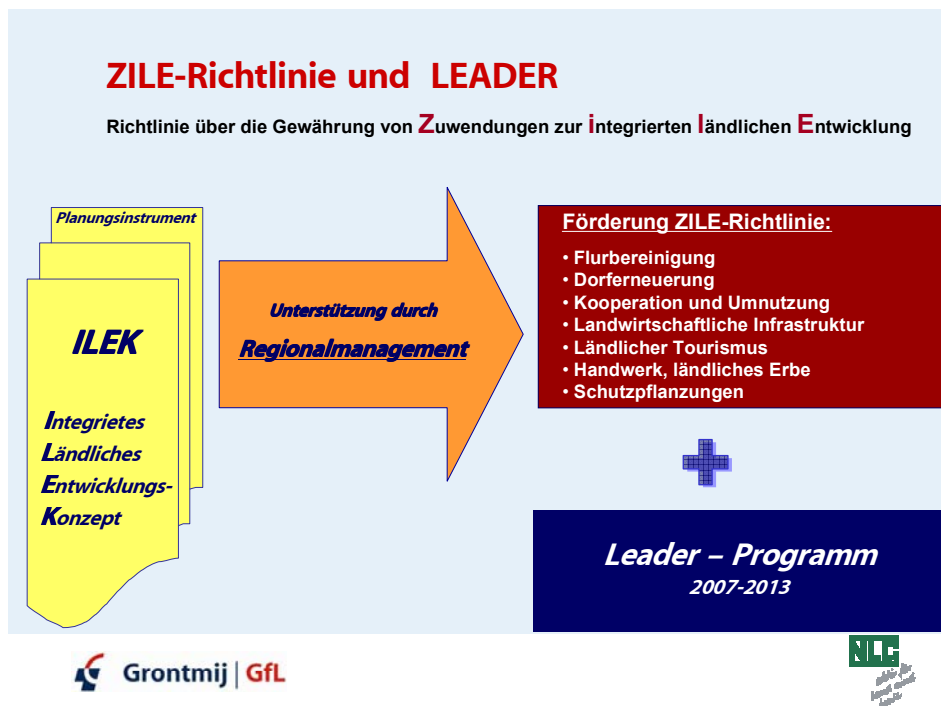 ZILE-Richtlinie und LEADER
Richtlinie über die Gewährung von Zuwendungen zur integrierten ländlichen Entwicklung
Planungsinstrument
ILEK
Integrietes
Ländliches
Entwicklungs-
Konzept
Unterstützung durch
Regionalmanagement
Förderung ZILE-Richtlinie:
• Flurbereinigung
• Dorferneuerung
• Kooperation und Umnutzung
• Landwirtschaftliche Infrastruktur
• Ländlicher Tourismus
• Handwerk, ländliches Erbe
• Schutzpflanzungen
Leader – Programm
2007-2013
Grontmij | GfL
NLG